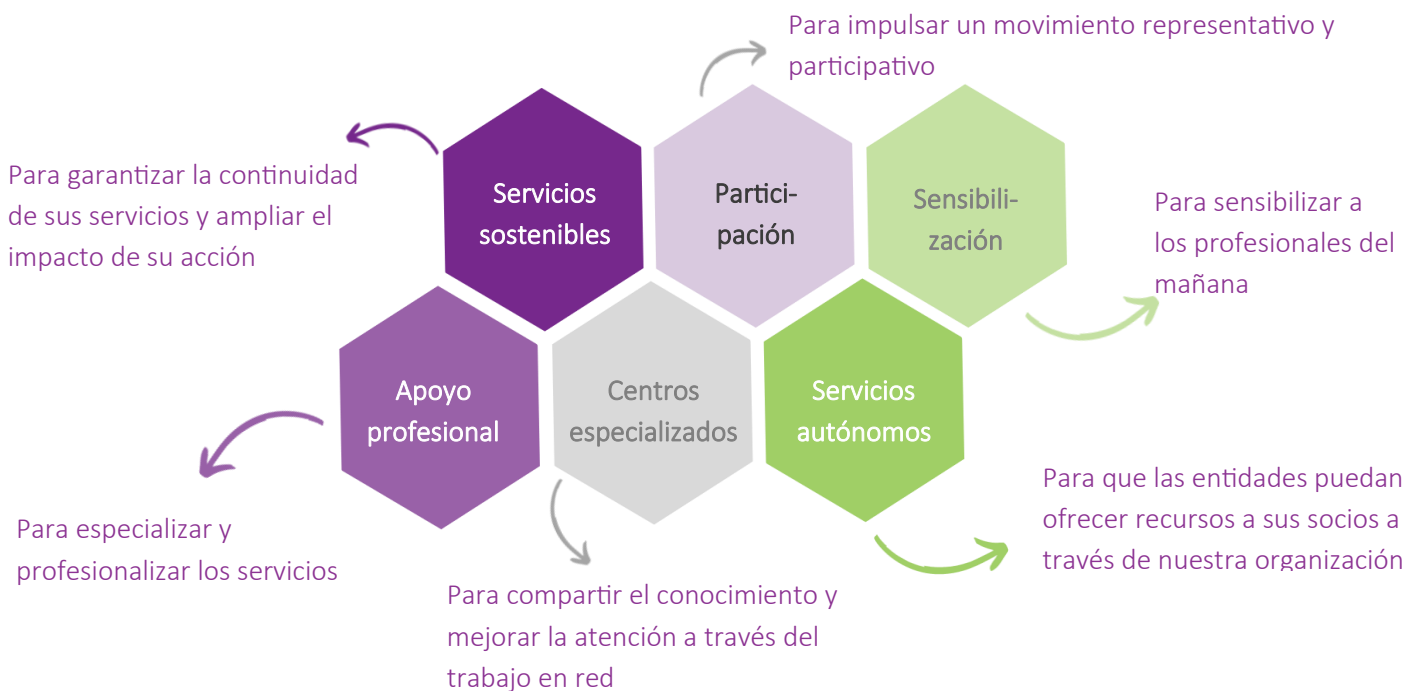 Para impulsar un movimiento representativo y
participativo
Para garantizar la continuidad
de sus servicios y ampliar el
impacto de su acción
Servicios
sostenibles
Partici-
pación
Sensibili-
zación
Para sensibilizar a
los profesionales del
mañana
Apoyo
profesional
Centros
especializados
Servicios
autónomos
Para especializar y
profesionalizar los servicios
Para compartir el conocimiento y
mejorar la atención a través del
trabajo en red
Para que las entidades puedan
ofrecer recursos a sus socios a
través de nuestra organización